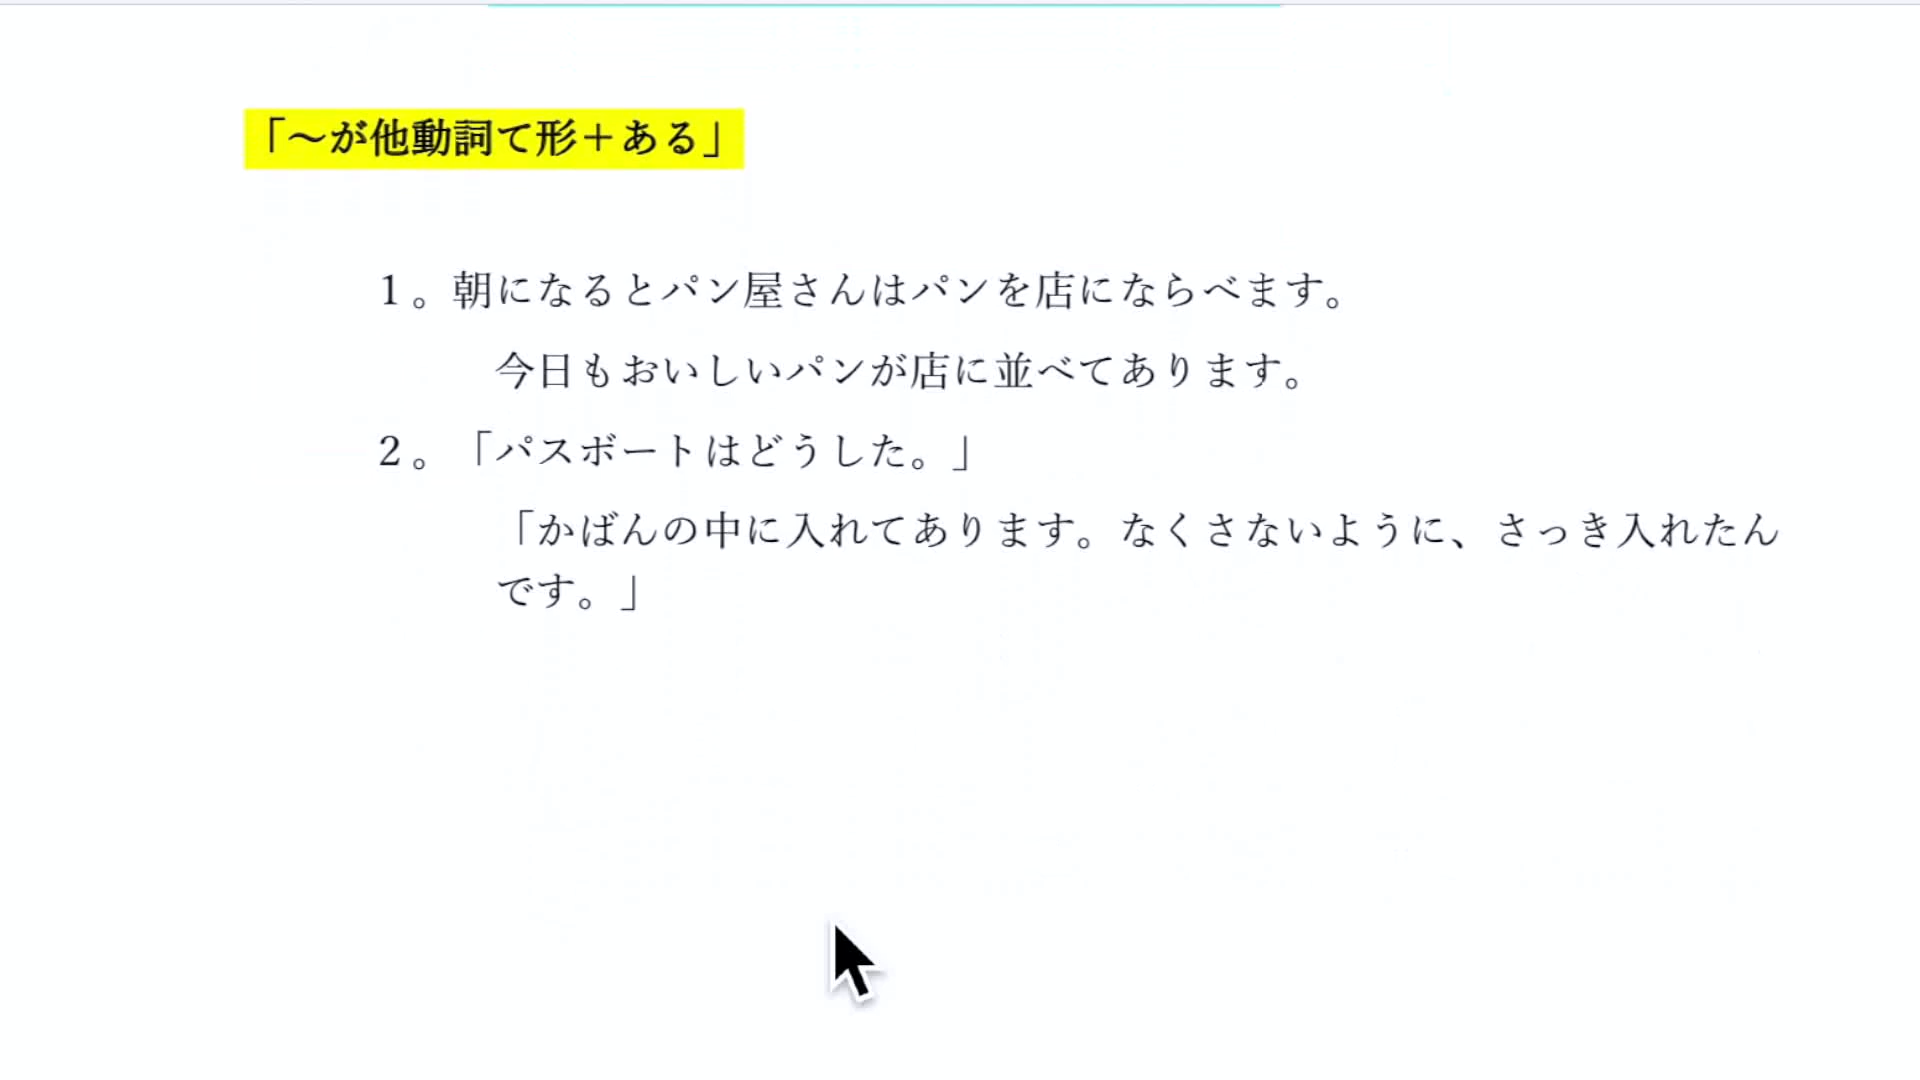 「～が他動詞て形＋ある」
１。朝になるとパン屋さんはパンを店にならべます。
今日もおいしいパンが店に並べてあります。
２。「パスボートはどうした。」
「かばんの中に入れてあります。なくさないように、さっき入れたん
です。」